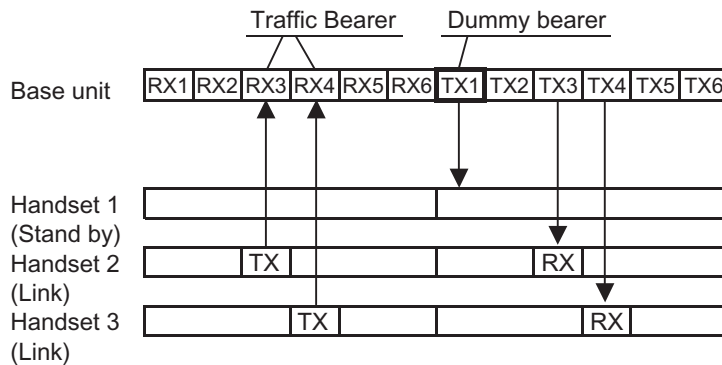 Traffic Bearer Dummy bearer
Base unit RX1 RX2 RX3 RX4 RX5 RX6 TX1 TX2 TX3 TX4 TX5 TX6
Handset 1
(Stand by)
Handset 2 TX RX
(Link)
Handset 3 TX RX
(Link)